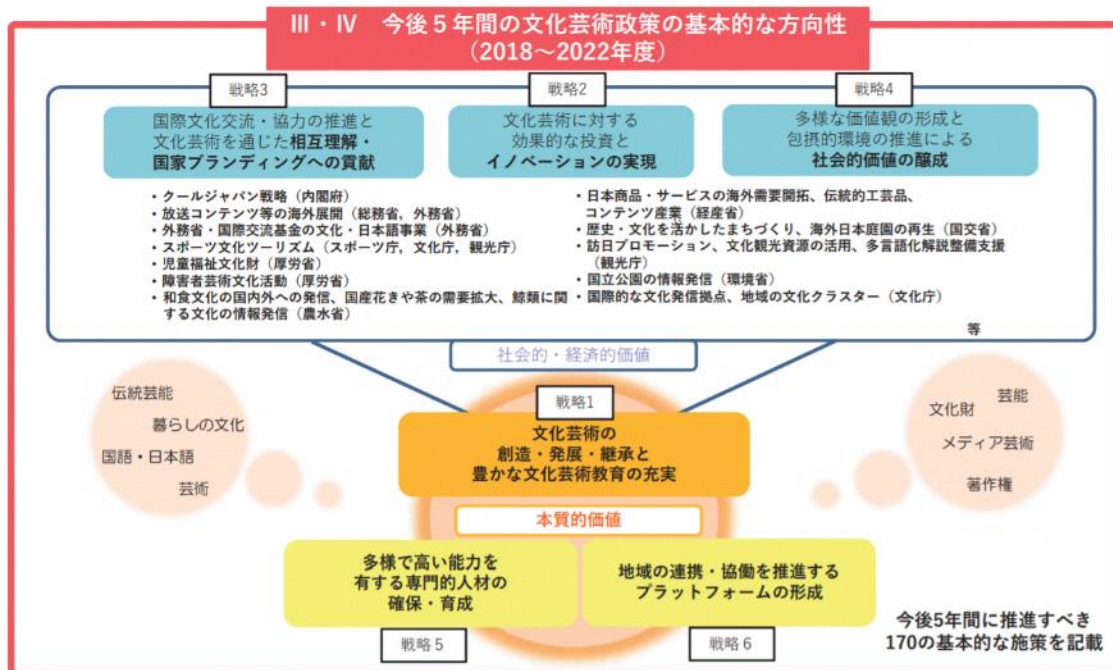 III・IV 今後５年間の文化芸術政策の基本的な方向性
（2018～2022年度）
戦略3
国際文化交流・協力の推進と
文化芸術を通じた相互理解・
国家ブランディングへの貢献
戦略2
文化芸術に対する
効果的な投資と
イノベーションの実現
戦略4
多様な価値観の形成と
包摂的環境の推進による
社会的価値の醸成
・クールジャパン戦略（内閣府）
・放送コンテンツ等の海外展開（総務省，外務省）
・外務省・国際交流基金の文化・日本語事業（外務省）
・スポーツ文化ツーリズム（スポーツ庁，文化庁，観光庁）
・児童福祉文化財（厚労省）
・障害者芸術文化活動（厚労省）
・和食文化の国内外への発信、国産花きや茶の需要拡大、鯨類に関
する文化の情報発信（農水省）
・日本商品・サービスの海外需要開拓、伝統的工芸品、
コンテンツ産業（経産省）
・歴史・文化を活かしたまちづくり、海外日本庭園の再生（国交省）
・訪日プロモーション、文化観光資源の活用、多言語化解説整備支援
（観光庁）
・国立公園の情報発信（環境省）
・国際的な文化発信拠点、地域の文化クラスター（文化庁）
等
社会的・経済的価値
伝統芸能
暮らしの文化
国語・日本語
芸術
戦略1
文化芸術の
創造・発展・継承と
豊かな文化芸術教育の充実
芸能
文化財
メディア芸術
著作権
本質的価値
多様で高い能力を
有する専門的人材の
確保・育成
戦略５
地域の連携・協働を推進する
プラットフォームの形成
戦略６
今後5年間に推進すべき
170の基本的な施策を記載